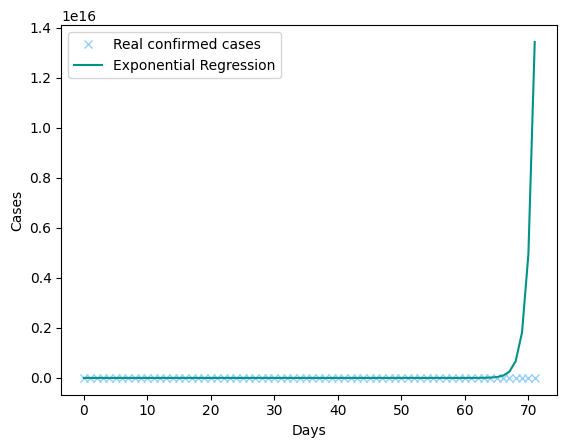 1e16
1.4
Real confirmed cases
Exponential Regression
1.2
1.0
0.8
0.6
0.4
0.2
0.0
Cases
0 10 20 30 40 50 60 70
Days